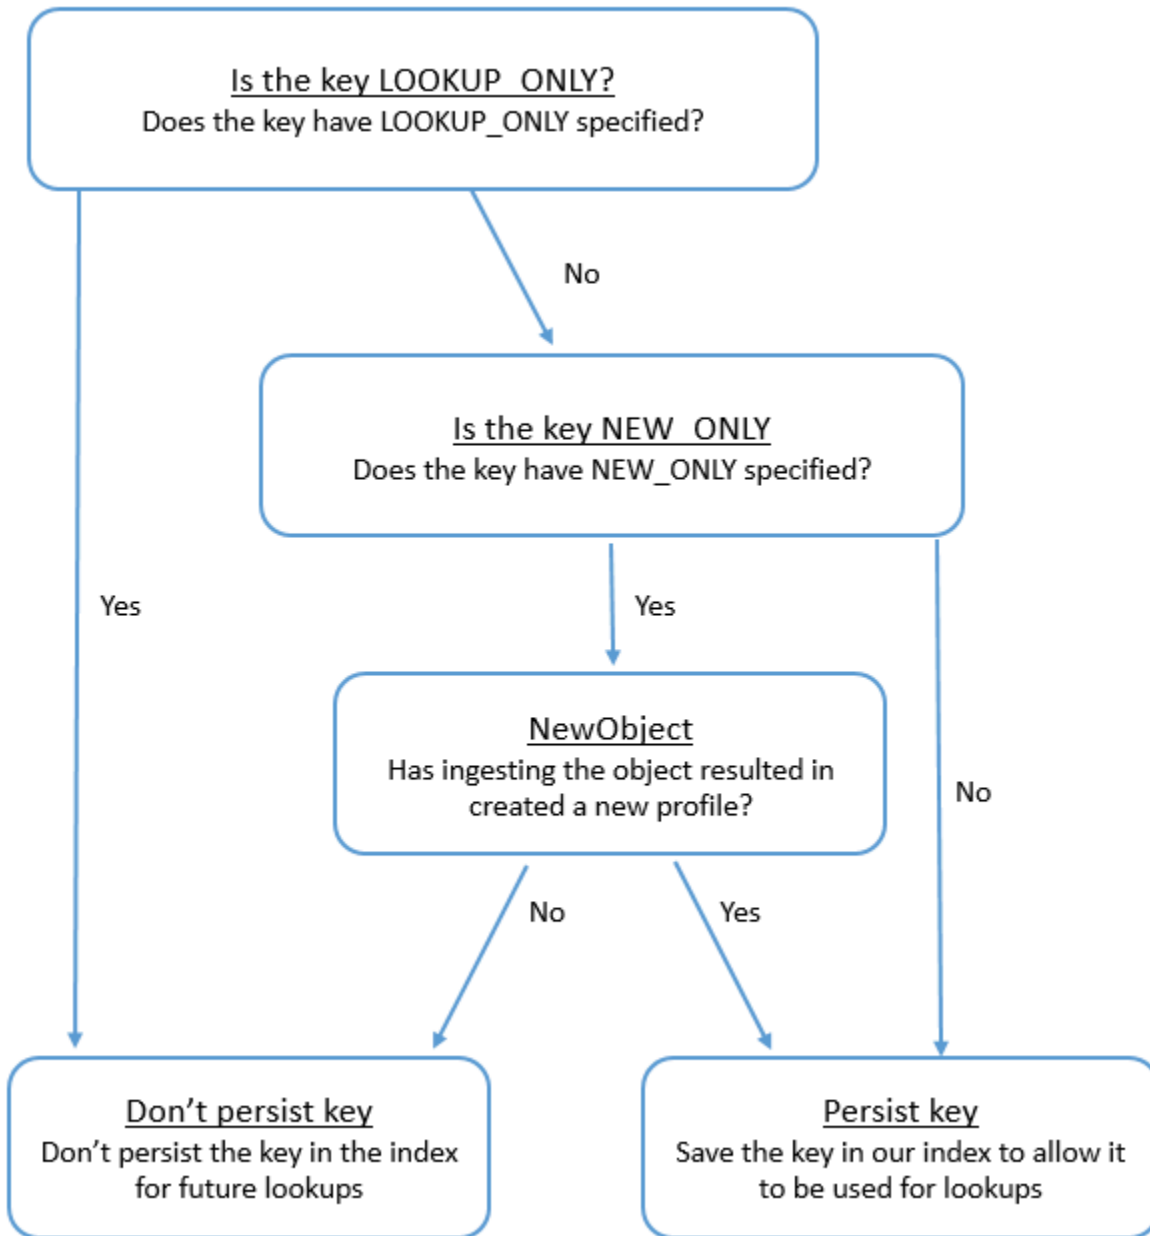 Is the key LOOKUP_ONLY?
Does the key have LOOKUP_ONLY specified?
No
Is the key NEW_ONLY
Does the key have NEW_ONLY specified?
Yes
Yes
NewObject
Has ingesting the object resulted in
created a new profile?
No
No
Yes
Don't persist key
Don't persist the key in the index
for future lookups
Persist key
Save the key in our index to allow it
to be used for lookups